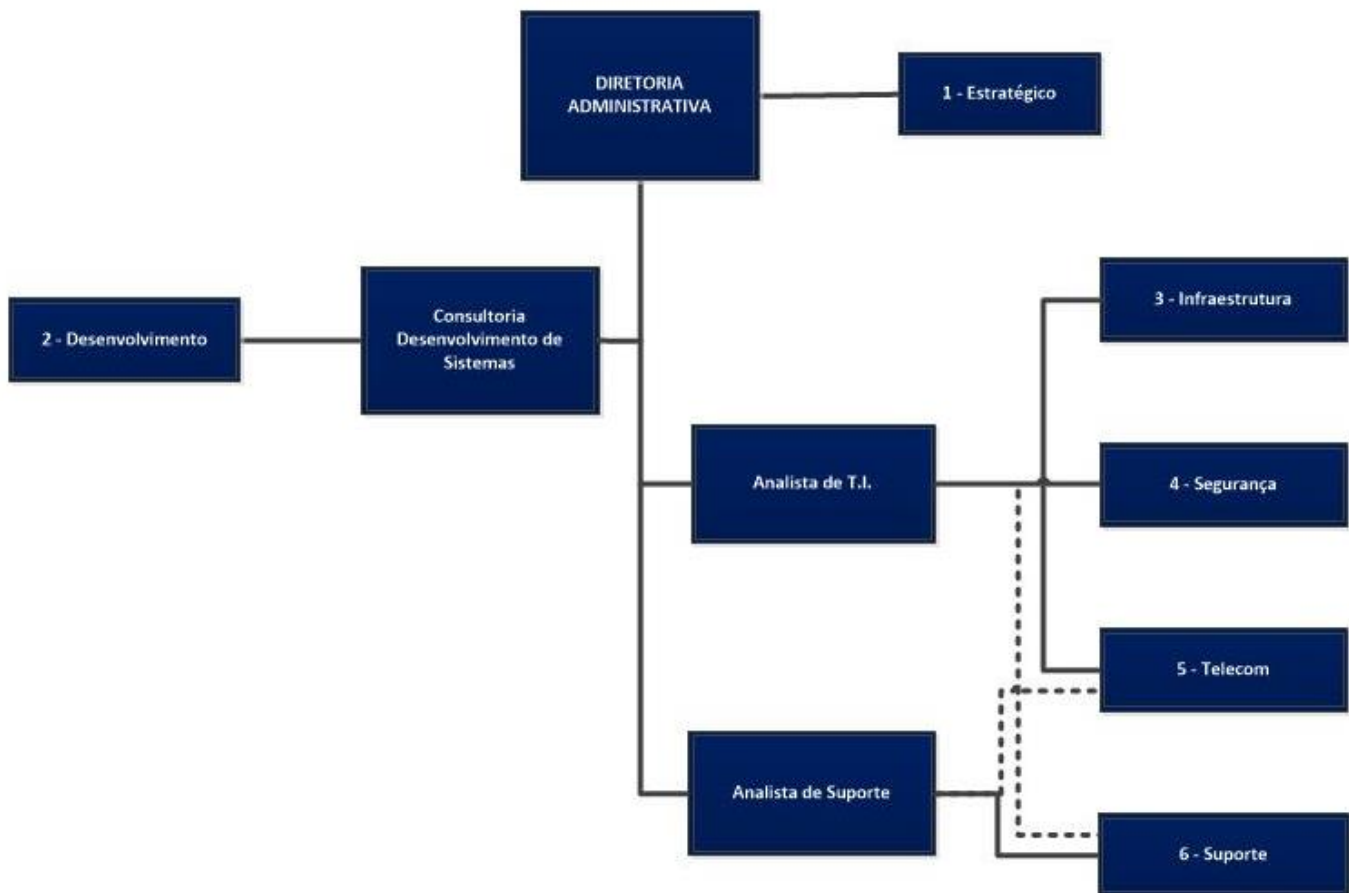 DIRETORIA
ADMINISTRATIVA
1 - Estratégico
2 - Desenvolvimento
Consultoria
Desenvolvimento de
Sistemas
3 - Infraestrutura
Analista de T.I.
4 - Segurança
5 - Telecom
Analista de Suporte
6 - Suporte